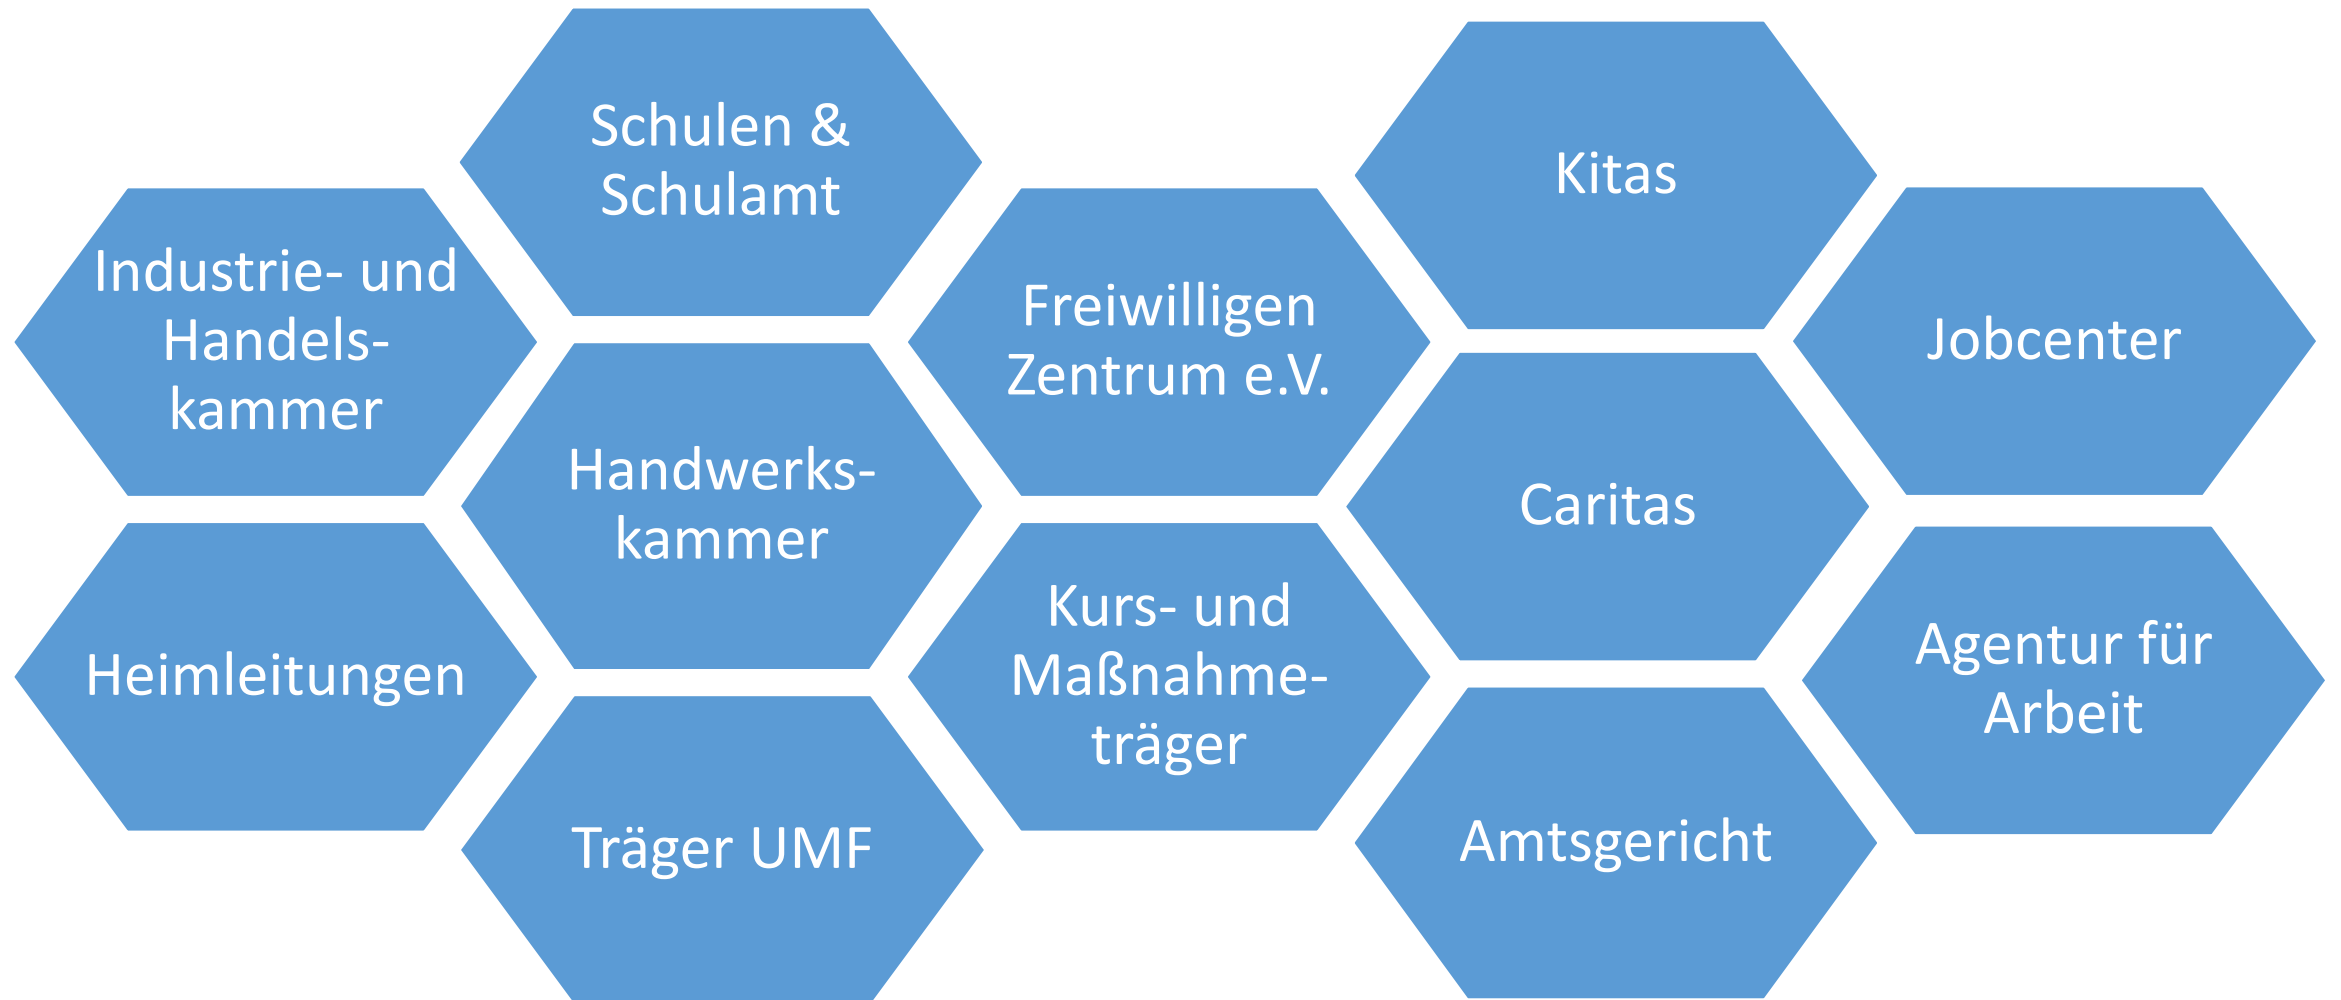 Schulen &
Schulamt
Kitas
Industrie- und
Handels-
kammer
Freiwilligen
Zentrum e.V.
Jobcenter
Handwerks-
kammer
Caritas
Heimleitungen
Kurs- und
Maßnahme-
träger
Agentur für
Arbeit
Träger UMF
Amtsgericht